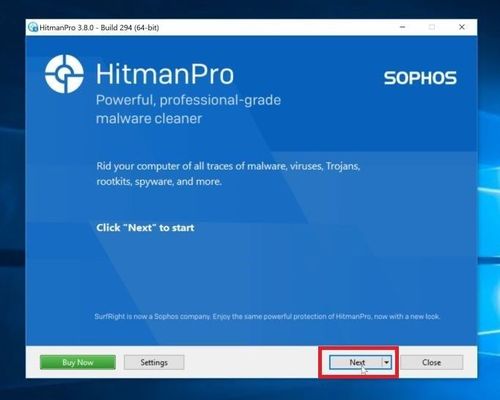 HitmanPro 3.8.0 - Build 294 (64-bit)
HitmanPro
SOPHOS
Powerful, professional-grade
malware cleaner
Rid your computer of all traces of malware, viruses, Trojans,
rootkits, spyware, and more.
Click "Next" to start
SurfRight is now a Sophos company. Enjoy the same powerful protection of HitmanPro, now with a new look.
Buy Now
Settings
Next
Close